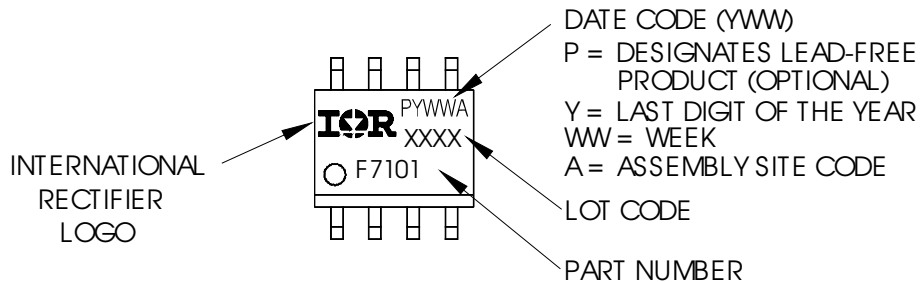 DATE CODE (YWW)
P = DESIGNATES LEAD-FREE
PRODUCT (OPTIONAL)
Y = LAST DIGIT OF THE YEAR
WW = WEEK
A = ASSEMBLY SITE CODE
LOT CODE
PART NUMBER
INTERNATIONAL
RECTIFIER
LOGO
IOR
PYWWA
XXXX
F7101